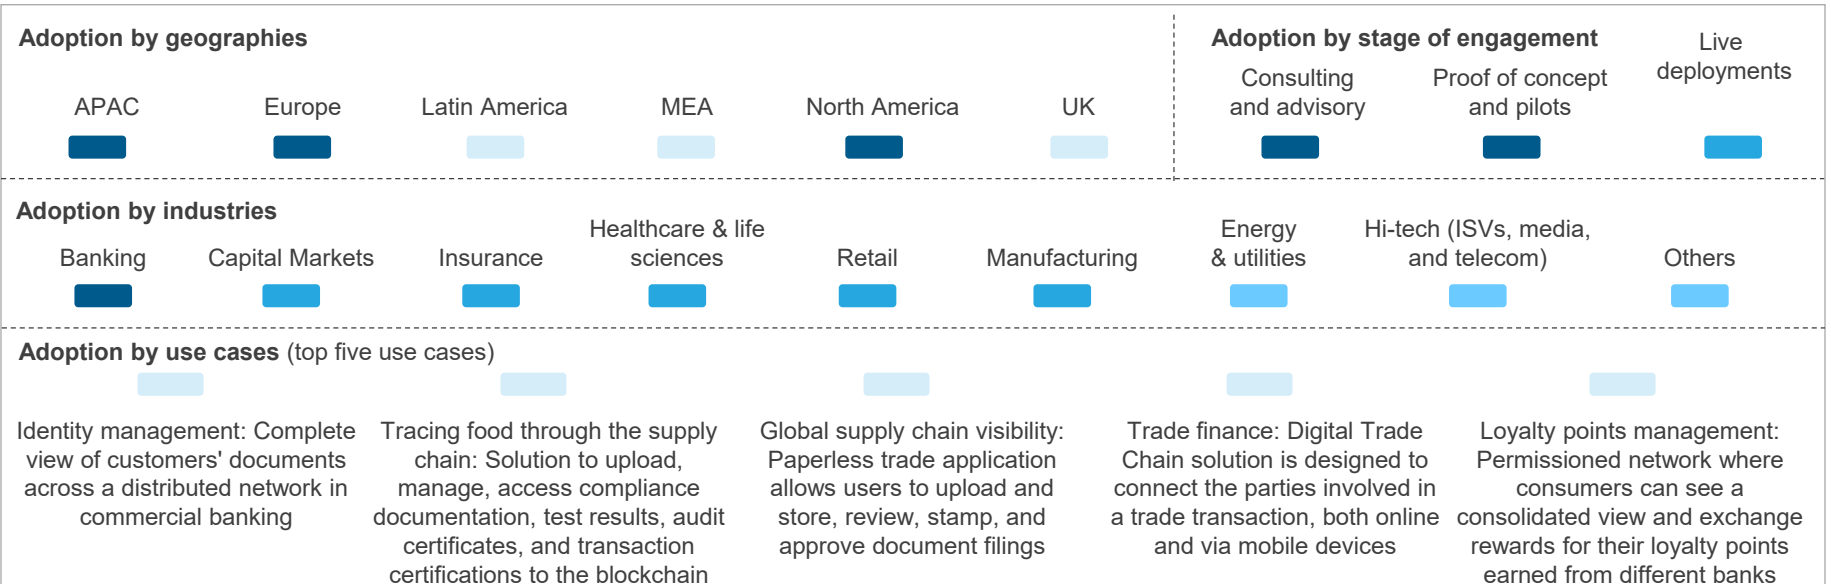 Adoption by geographies
APAC
Europe
Latin America
MEA
North America
UK
Adoption by stage of engagement
Consulting
and advisory
Proof of concept
and pilots
Live
deployments
Adoption by industries
Banking
Capital Markets
Insurance
Healthcare & life
sciences
Retail
Manufacturing
Energy
& utilities
Hi-tech (ISVs, media,
and telecom)
Others
Adoption by use cases (top five use cases)
Identity management: Complete
view of customers' documents
across a distributed network in
commercial banking
Tracing food through the supply
chain: Solution to upload,
manage, access compliance
documentation, test results, audit
certificates, and transaction
certifications to the blockchain
Global supply chain visibility:
Paperless trade application
allows users to upload and
store, review, stamp, and
approve document filings
Trade finance: Digital Trade
Chain solution is designed to
connect the parties involved in
a trade transaction, both online
and via mobile devices
Loyalty points management:
Permissioned network where
consumers can see a
consolidated view and exchange
rewards for their loyalty points
earned from different banks